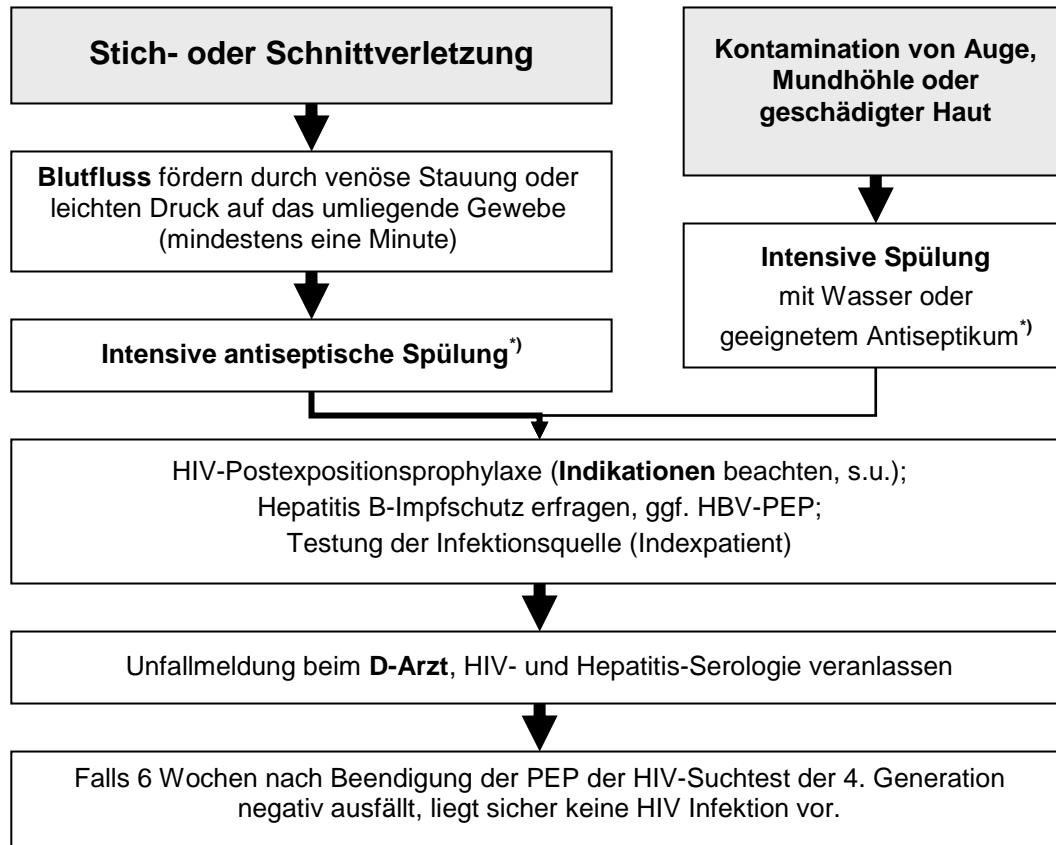 Stich- oder Schnittverletzung
Kontamination von Auge,
Mundhöhle oder
geschädigter Haut
Blutfluss fördern durch venöse Stauung oder
leichten Druck auf das umliegende Gewebe
(mindestens eine Minute)
Intensive Spülung
mit Wasser oder
geeignetem Antiseptikum*)
Intensive antiseptische Spülung*)
HIV-Postexpositionsprophylaxe (Indikationen beachten, s.u.);
Hepatitis B-Impfschutz erfragen, ggf. HBV-PEP;
Testung der Infektionsquelle (Indexpatient)
Unfallmeldung beim D-Arzt, HIV- und Hepatitis-Serologie veranlassen
Falls 6 Wochen nach Beendigung der PEP der HIV-Suchtest der 4. Generation
negativ ausfällt, liegt sicher keine HIV Infektion vor.